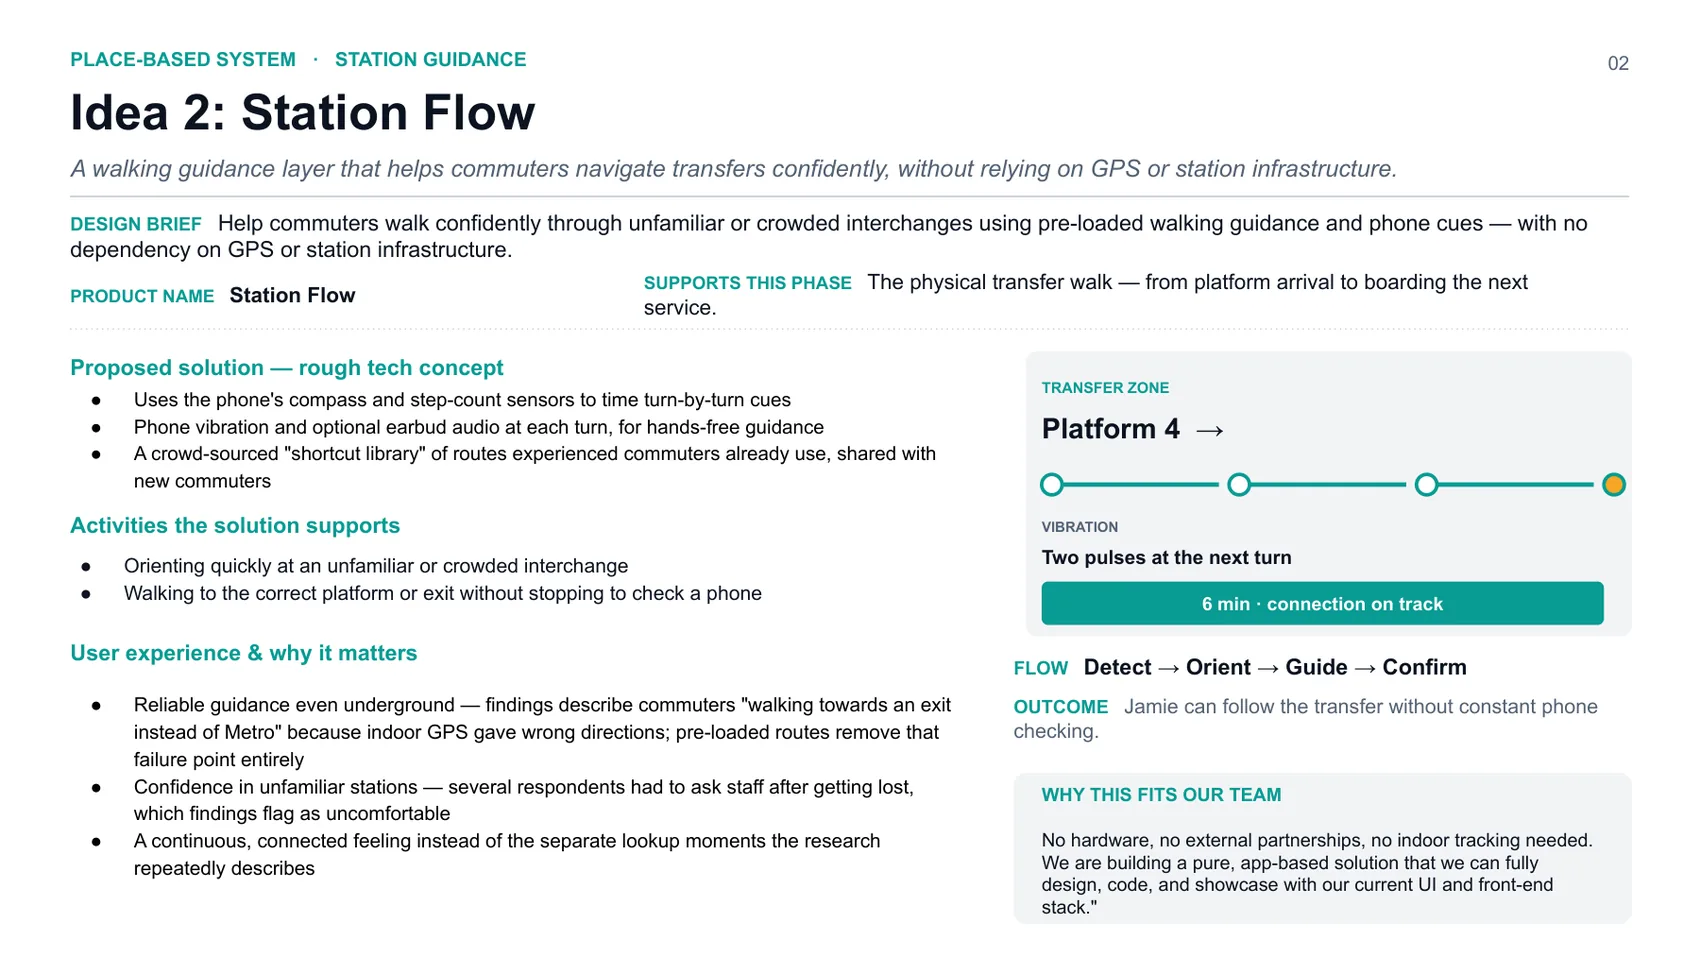 PLACE-BASED SYSTEM · STATION GUIDANCE
02
Idea 2: Station Flow
A walking guidance layer that helps commuters navigate transfers confidently, without relying on GPS or station infrastructure.
DESIGN BRIEF Help commuters walk confidently through unfamiliar or crowded interchanges using pre-loaded walking guidance and phone cues — with no
dependency on GPS or station infrastructure.
PRODUCT NAME Station Flow
SUPPORTS THIS PHASE The physical transfer walk — from platform arrival to boarding the next
service.
Proposed solution — rough tech concept
● Uses the phone's compass and step-count sensors to time turn-by-turn cues
● Phone vibration and optional earbud audio at each turn, for hands-free guidance
● A crowd-sourced "shortcut library" of routes experienced commuters already use, shared with
new commuters
Activities the solution supports
● Orienting quickly at an unfamiliar or crowded interchange
● Walking to the correct platform or exit without stopping to check a phone
User experience & why it matters
● Reliable guidance even underground — findings describe commuters "walking towards an exit
instead of Metro" because indoor GPS gave wrong directions; pre-loaded routes remove that
failure point entirely
● Confidence in unfamiliar stations — several respondents had to ask staff after getting lost,
which findings flag as uncomfortable
● A continuous, connected feeling instead of the separate lookup moments the research
repeatedly describes
TRANSFER ZONE
Platform 4 →
VIBRATION
Two pulses at the next turn
6 min · connection on track
FLOW Detect → Orient → Guide → Confirm
OUTCOME Jamie can follow the transfer without constant phone
checking.
WHY THIS FITS OUR TEAM
No hardware, no external partnerships, no indoor tracking needed.
We are building a pure, app-based solution that we can fully
design, code, and showcase with our current UI and front-end
stack."